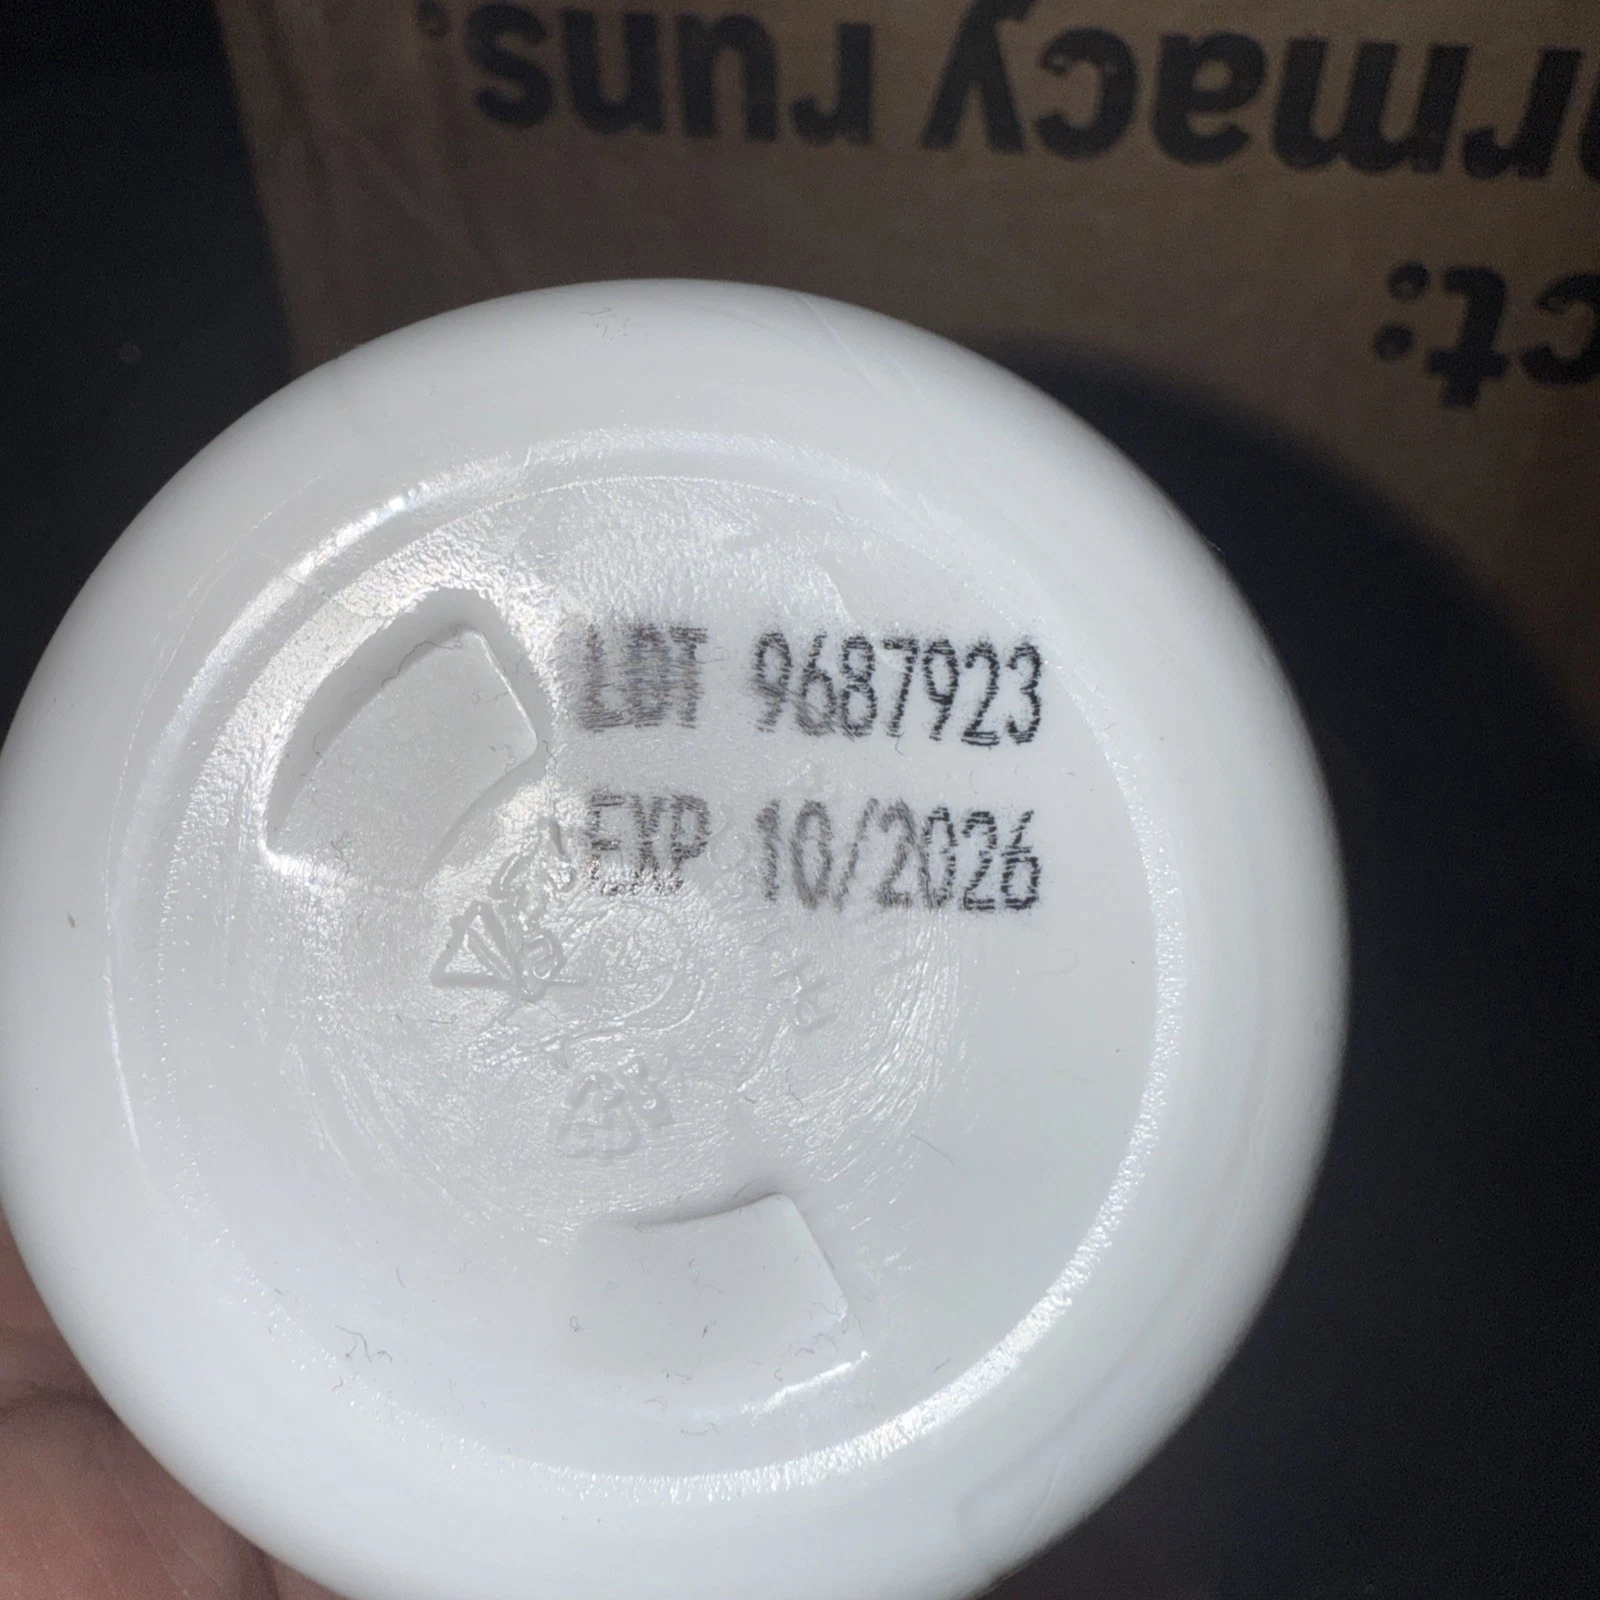 rmacy runs.
ct:
LOT 9687923
EXP 10/2026